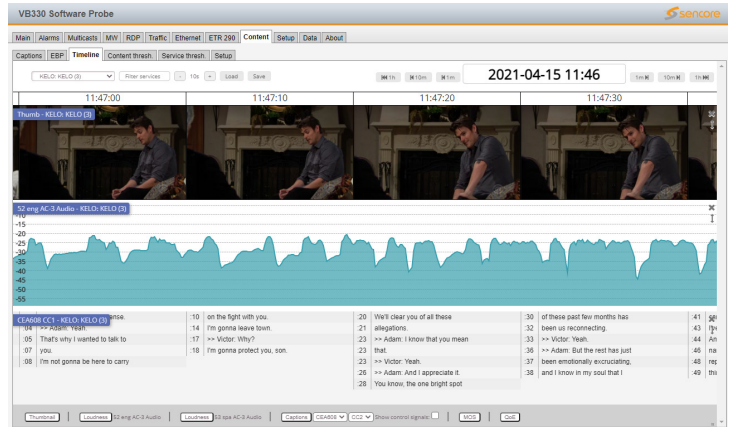 VB330 Software Probe
sencore
Main Alarms Multicasts MW RDP Traffic Ethernet ETR 290 Content Setup Data About
Captions EBP Timeline Content thresh. Service thresh. Setup
KELO: KELO (3) Filter services - 10s + Load Save 1h 10m 1m 2021-04-15 11:46 1m 10m 1h
11:47:00 11:47:10 11:47:20 11:47:30
Thumb - KELO: KELO (3)
52 eng AC-3 Audio - KELO: KELO (3)
-10
-15
-20
-25
-30
-35
-40
-45
-50
-55
CEA608 CC1 - KELO: KELO (3)
:04 >> Adam: Yeah.
:05 That's why I wanted to talk to
:07 you.
:08 I'm not gonna be here to carry
:10 on the fight with you.
:14 I'm gonna leave town.
:17 >> Victor: Why?
:18 I'm gonna protect you, son.
:20 We'll clear you of all these
:21 allegations.
:23 >> Adam: I know that you mean
:23 that.
:23 >> Victor: Yeah.
:26 >> Adam: And I appreciate it.
:28 You know, the one bright spot
:30 of these past few months has
:32 been us reconnecting.
:33 >> Victor: Yeah.
:36 >> Adam: But the rest has just
:37 been emotionally excruciating,
:38 and I know in my soul that I
:41
:43
:44
:46
:48
:49
Thumbnail Loudness 52 eng AC-3 Audio Loudness 53 spa AC-3 Audio Captions CEA608 CC2 Show control signals: MOS QoE